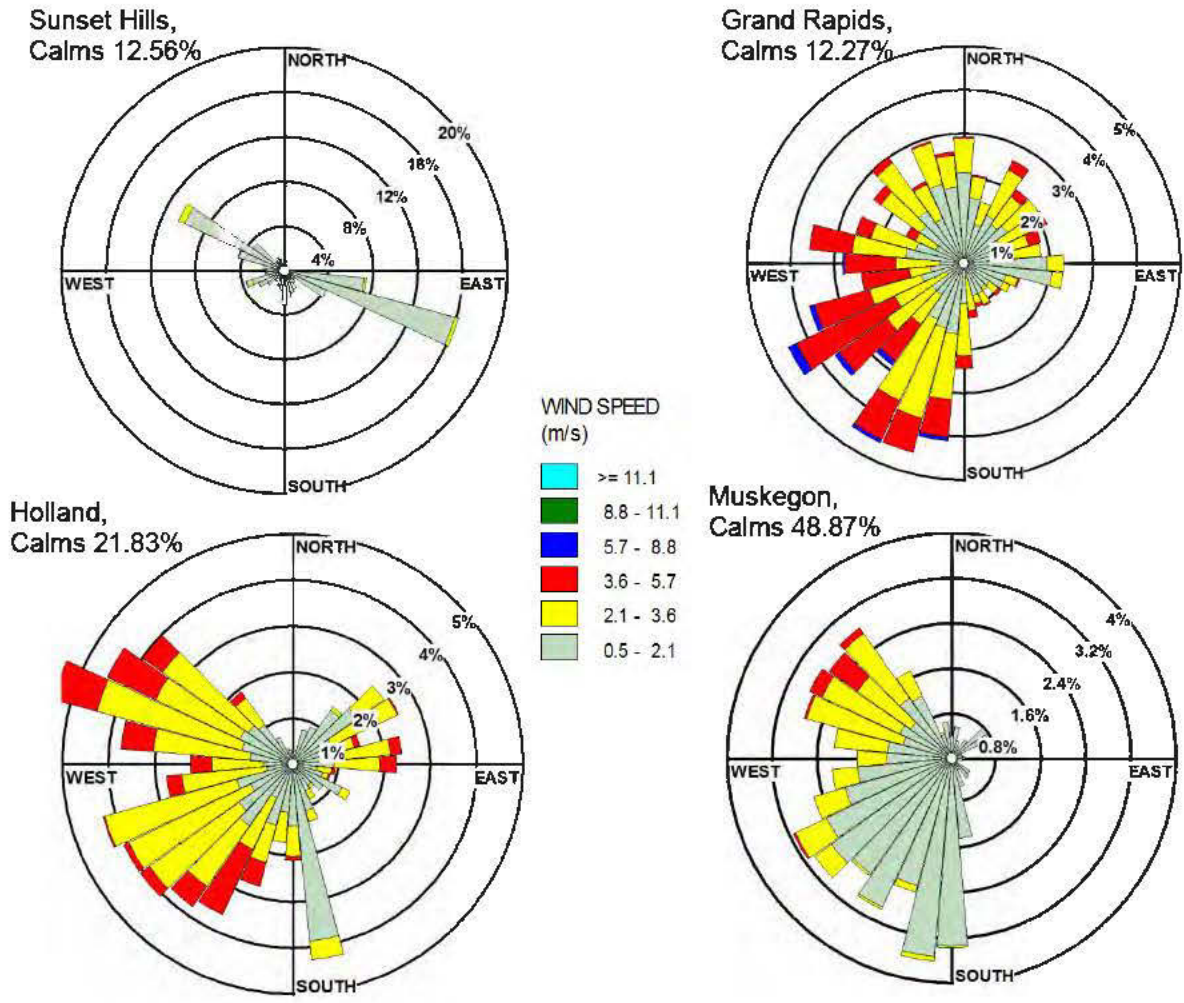 Sunset Hills,
Calms 12.56%
NORTH
20%
16%
12%
8%
4%
WEST
EAST
SOUTH
Grand Rapids,
Calms 12.27%
NORTH
5%
4%
3%
2%
1%
WEST
EAST
SOUTH
WIND SPEED
(m/s)
>= 11.1
8.8 - 11.1
5.7 - 8.8
3.6 - 5.7
2.1 - 3.6
0.5 - 2.1
Holland,
Calms 21.83%
NORTH
5%
4%
3%
2%
1%
WEST
EAST
SOUTH
Muskegon,
Calms 48.87%
NORTH
4%
3.2%
2.4%
1.6%
0.8%
WEST
EAST
SOUTH